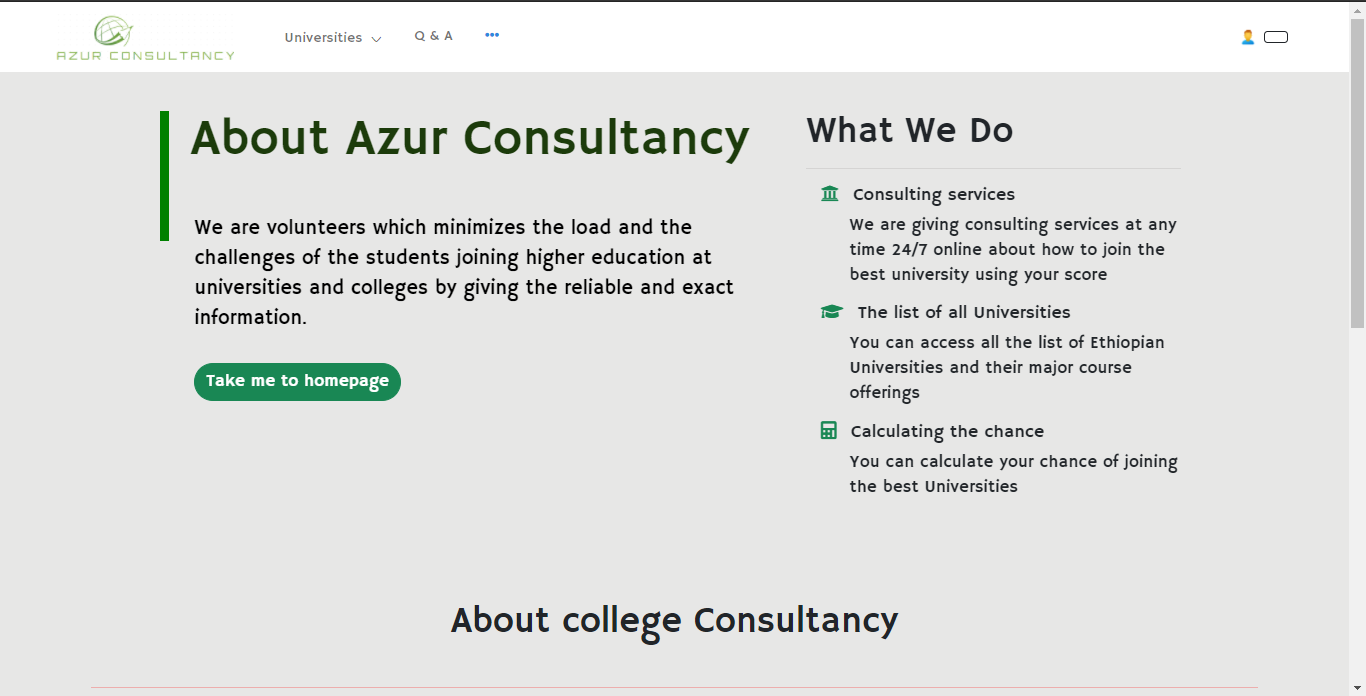 AZUR CONSULTANCY
Universities
Q & A
About Azur Consultancy
We are volunteers which minimizes the load and the
challenges of the students joining higher education at
universities and colleges by giving the reliable and exact
information.
Take me to homepage
What We Do
Consulting services
We are giving consulting services at any
time 24/7 online about how to join the
best university using your score
The list of all Universities
You can access all the list of Ethiopian
Universities and their major course
offerings
Calculating the chance
You can calculate your chance of joining
the best Universities
About college Consultancy